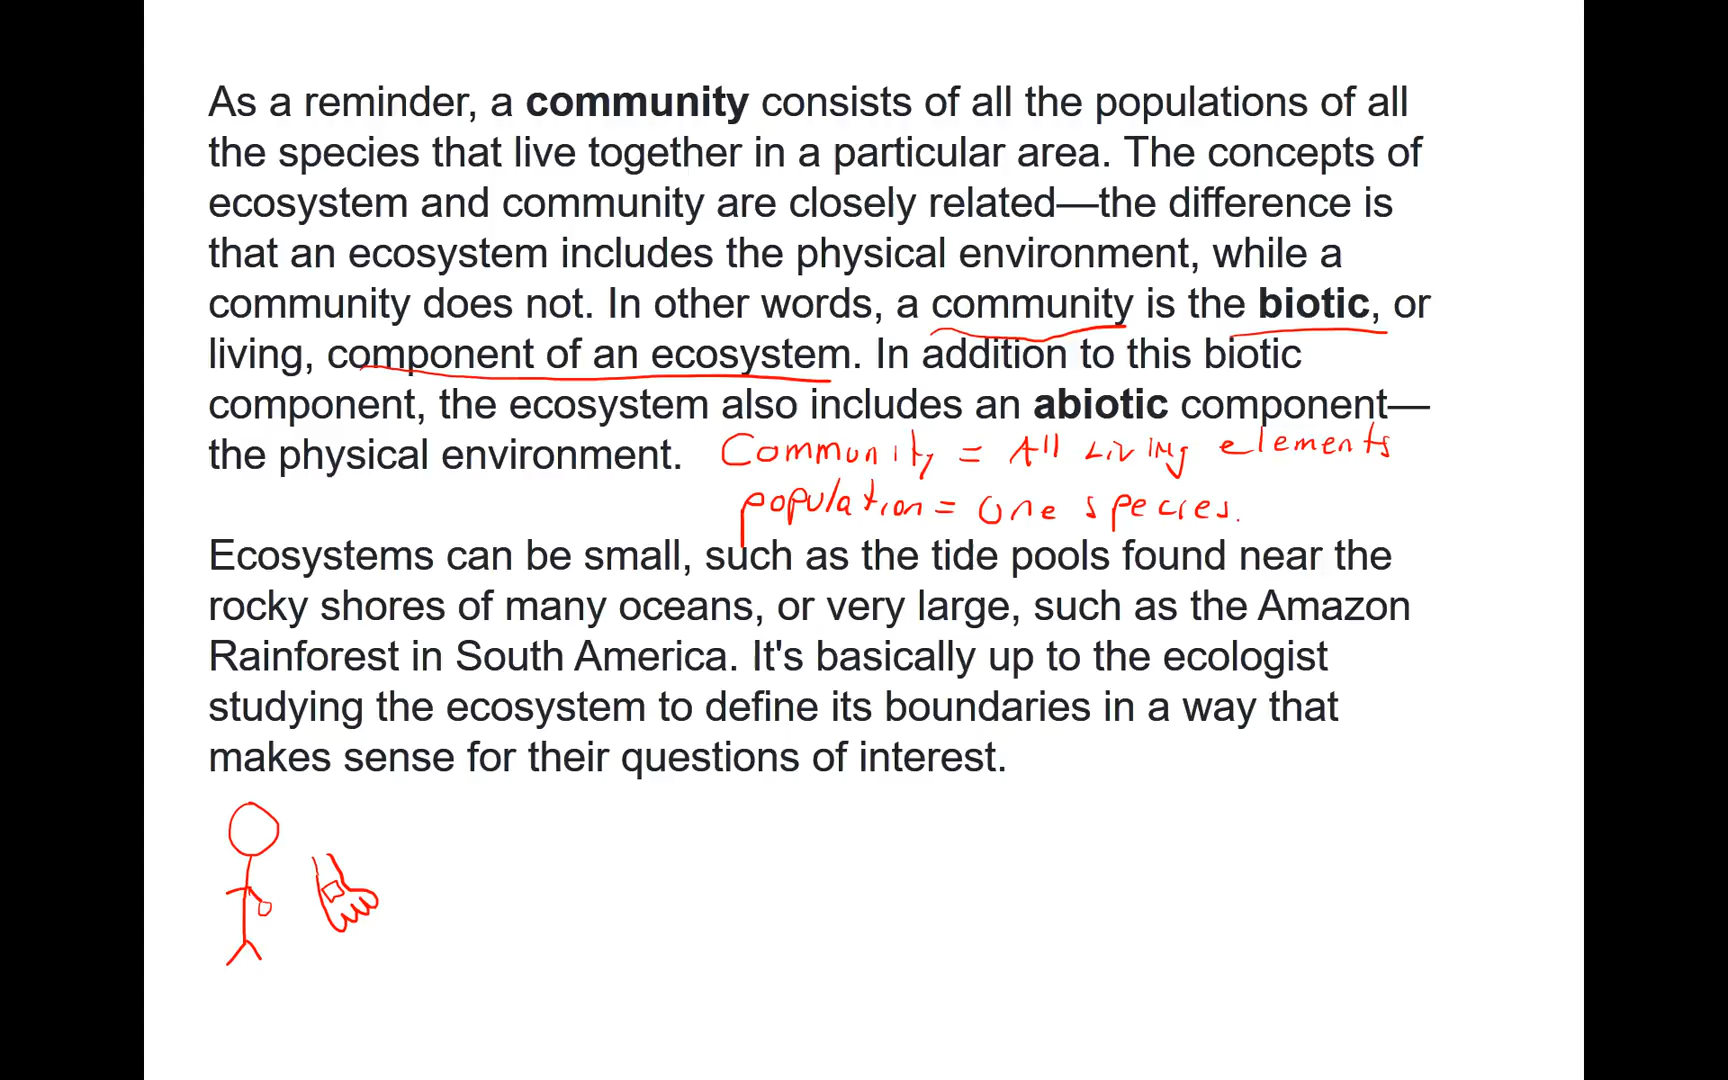 As a reminder, a community consists of all the populations of all
the species that live together in a particular area. The concepts of
ecosystem and community are closely related—the difference is
that an ecosystem includes the physical environment, while a
community does not. In other words, a community is the biotic, or
living, component of an ecosystem. In addition to this biotic
component, the ecosystem also includes an abiotic component—
the physical environment.
Community = All Living elements
population = One species.
Ecosystems can be small, such as the tide pools found near the
rocky shores of many oceans, or very large, such as the Amazon
Rainforest in South America. It's basically up to the ecologist
studying the ecosystem to define its boundaries in a way that
makes sense for their questions of interest.